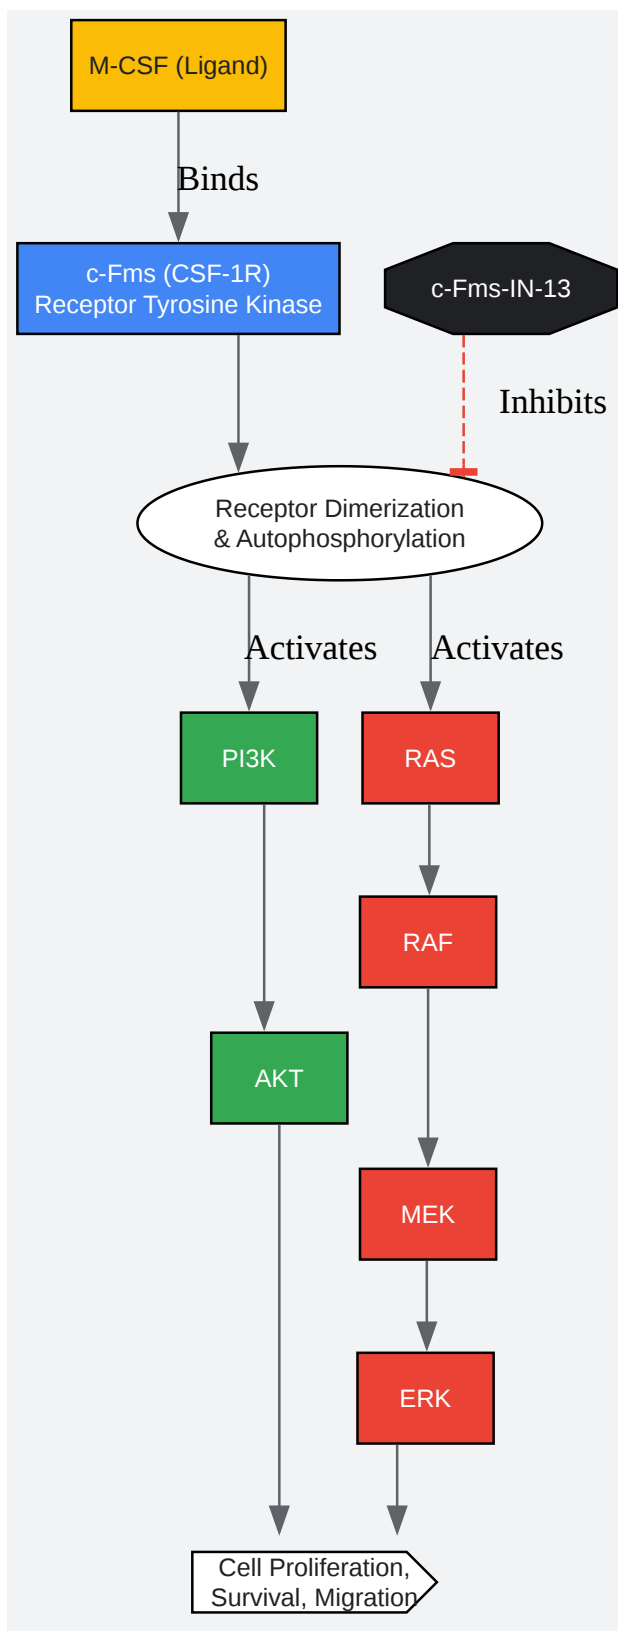 M-CSF (Ligand)
Binds
c-Fms (CSF-1R)
Receptor Tyrosine Kinase
c-Fms-IN-13
Inhibits
Receptor Dimerization
& Autophosphorylation
Activates
Activates
PI3K
RAS
RAF
AKT
MEK
ERK
Cell Proliferation,
Survival, Migration